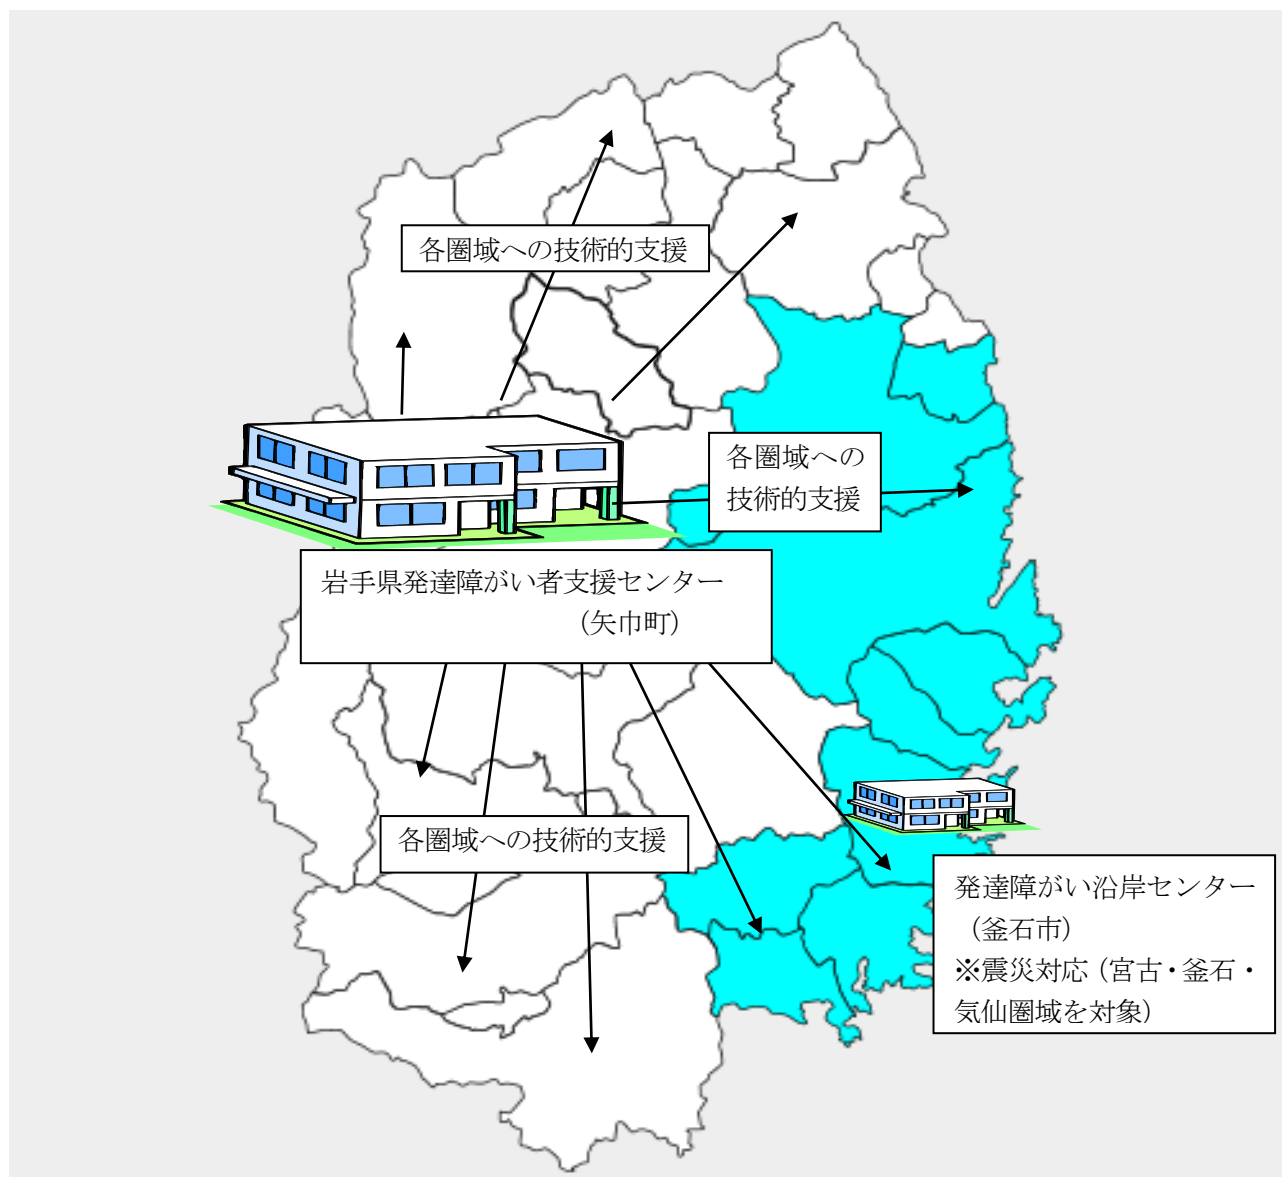 各圏域への技術的支援
各圏域への
技術的支援
岩手県発達障がい者支援センター
（矢巾町）
各圏域への技術的支援
発達障がい沿岸センター
（釜石市）
※震災対応（宮古・釜石・
気仙圏域を対象）